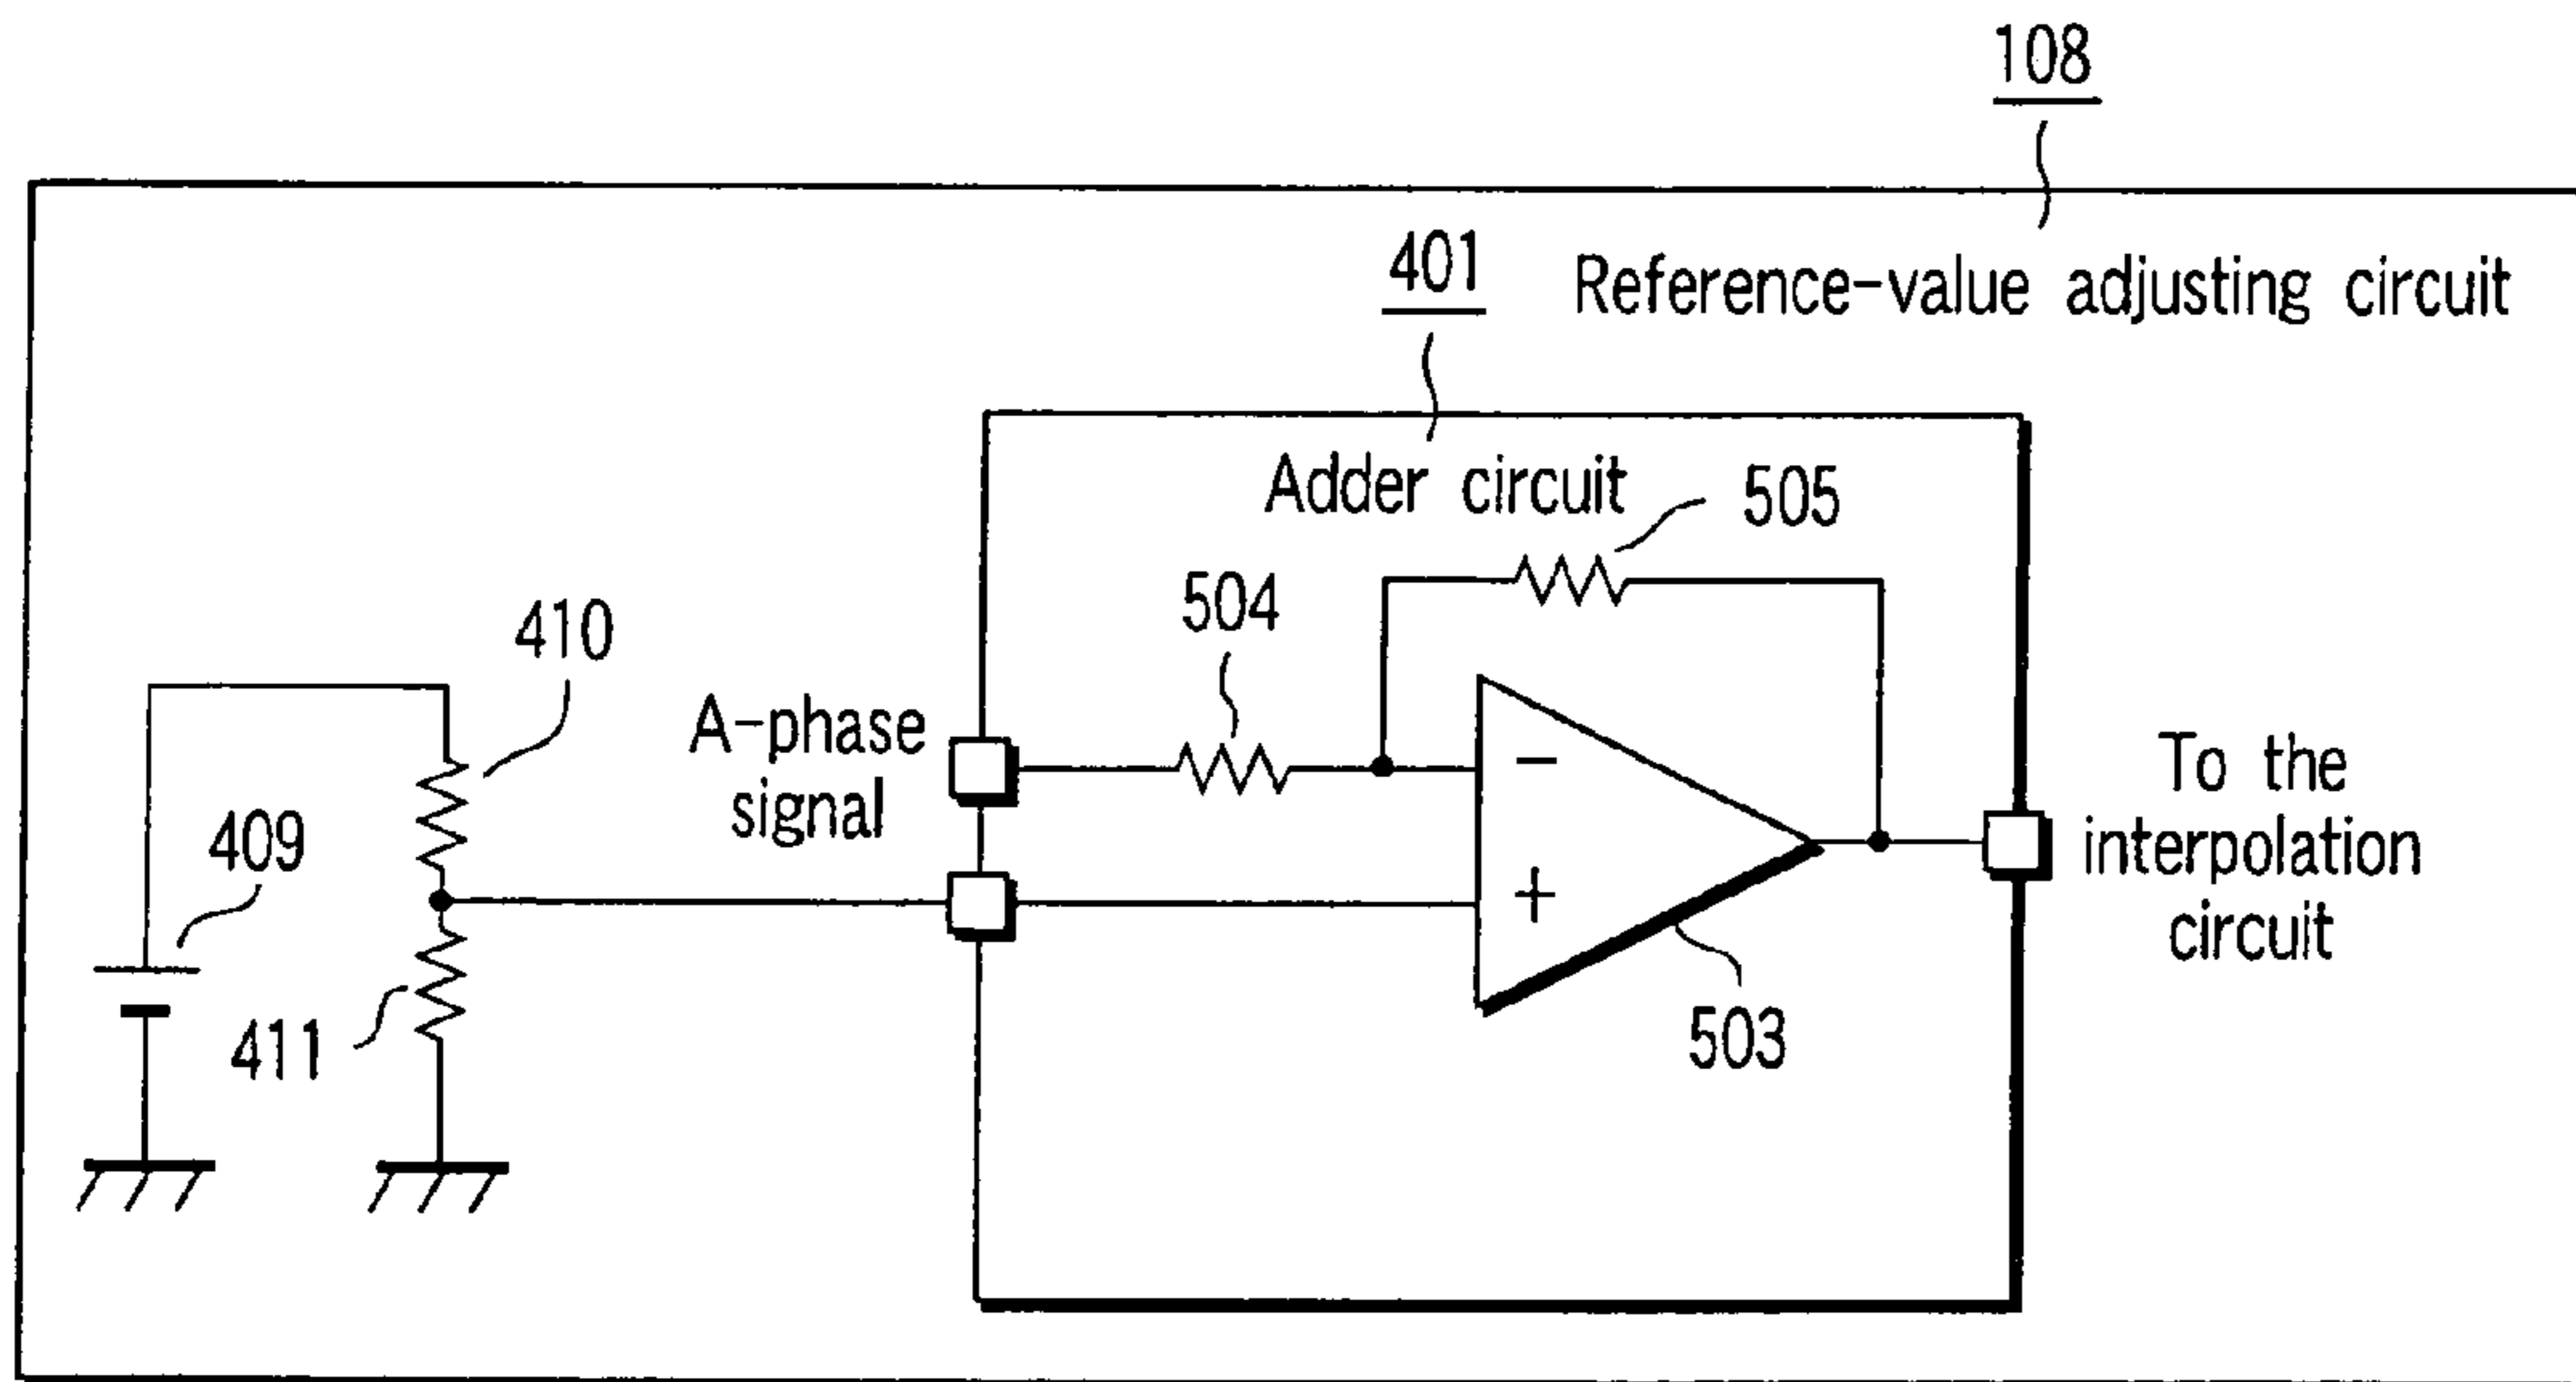 108
Reference-value adjusting circuit
401
Adder circuit
505
504
410
A-phase
signal
409
411
−
+
503
To the
interpolation
circuit